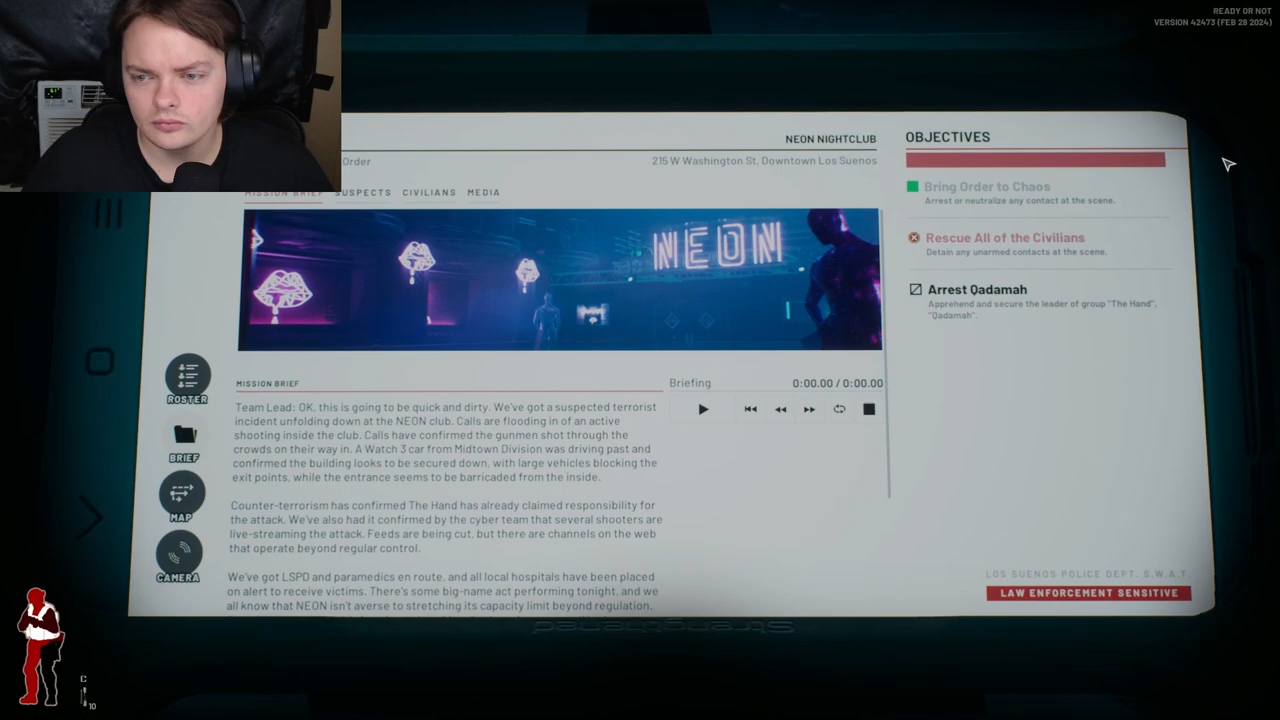 READY OR NOT
VERSION 42473 (FEB 28 2024)
NEON NIGHTCLUB
Order
215 W Washington St, Downtown Los Suenos
MISSION BRIEF SUSPECTS CIVILIANS MEDIA
NEON
OBJECTIVES
Bring Order to Chaos
Arrest or neutralize any contact at the scene.
Rescue All of the Civilians
Detain any unarmed contacts at the scene.
Arrest Qadamah
Apprehend and secure the leader of group "The Hand",
"Qadamah".
ROSTER
BRIEF
MAP
CAMERA
MISSION BRIEF
Briefing 0:00.00 / 0:00.00
Team Lead: OK, this is going to be quick and dirty. We've got a suspected terrorist
incident unfolding down at the NEON club. Calls are flooding in of an active
shooting inside the club. Calls have confirmed the gunmen shot through the
crowds on their way in. A Watch 3 car from Midtown Division was driving past and
confirmed the building looks to be secured down, with large vehicles blocking the
exit points, while the entrance seems to be barricaded from the inside.
Counter-terrorism has confirmed The Hand has already claimed responsibility for
the attack. We've also had it confirmed by the cyber team that several shooters are
live-streaming the attack. Feeds are being cut, but there are channels on the web
that operate beyond regular control.
We've got LSPD and paramedics en route, and all local hospitals have been placed
on alert to receive victims. There's some big-name act performing tonight, and we
all know that NEON isn't averse to stretching its capacity limit beyond regulation.
LOS SUENOS POLICE DEPT. S.W.A.T.
LAW ENFORCEMENT SENSITIVE
Strengthened
C
10